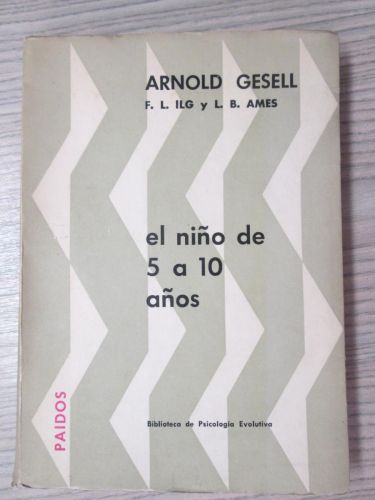 ARNOLD GESELL
F. L. ILG y L. B. AMES
el niño de
5 a 10
años
PAIDOS
Biblioteca de Psicología Evolutiva